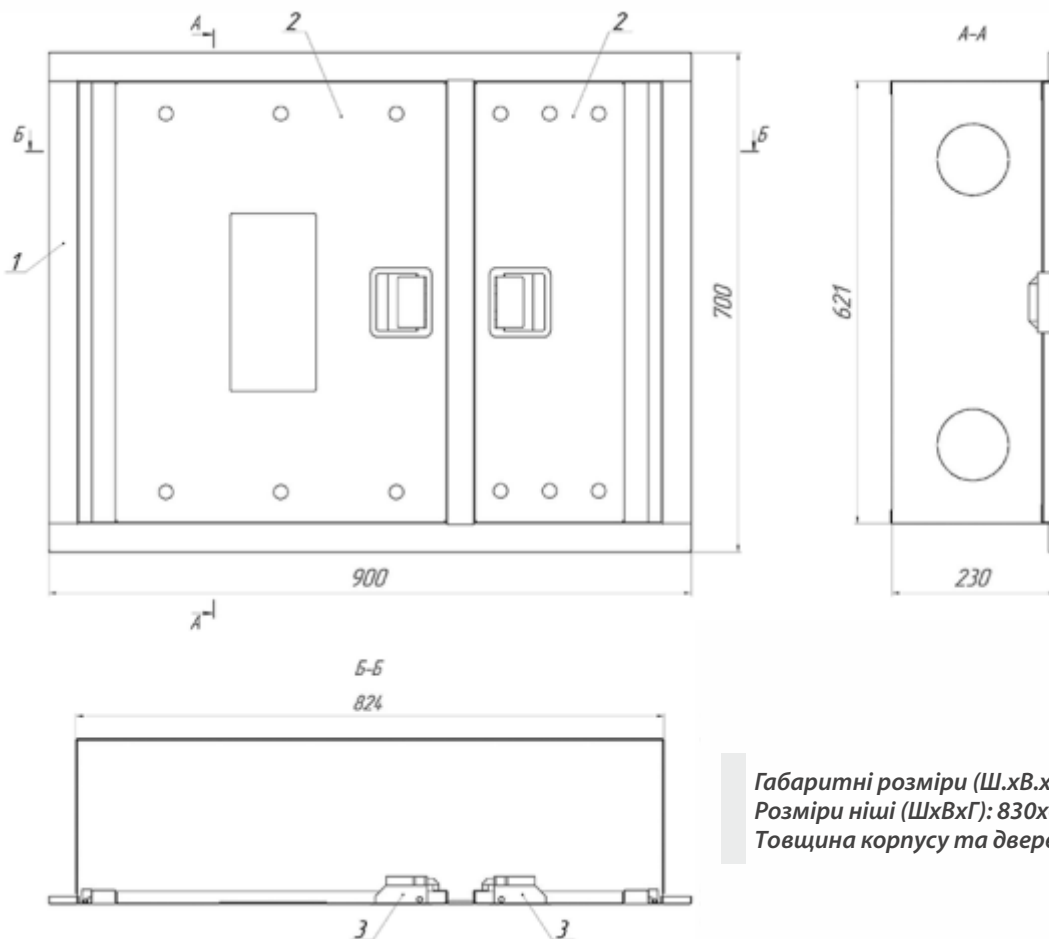 А 2 2 А-А
Б Б
1
700
621
900
230
А
Б-Б
824
Габаритні розміри (Ш.хВ.х
Розміри ніші (ШхВхГ): 830х
Товщина корпусу та двере
3 3